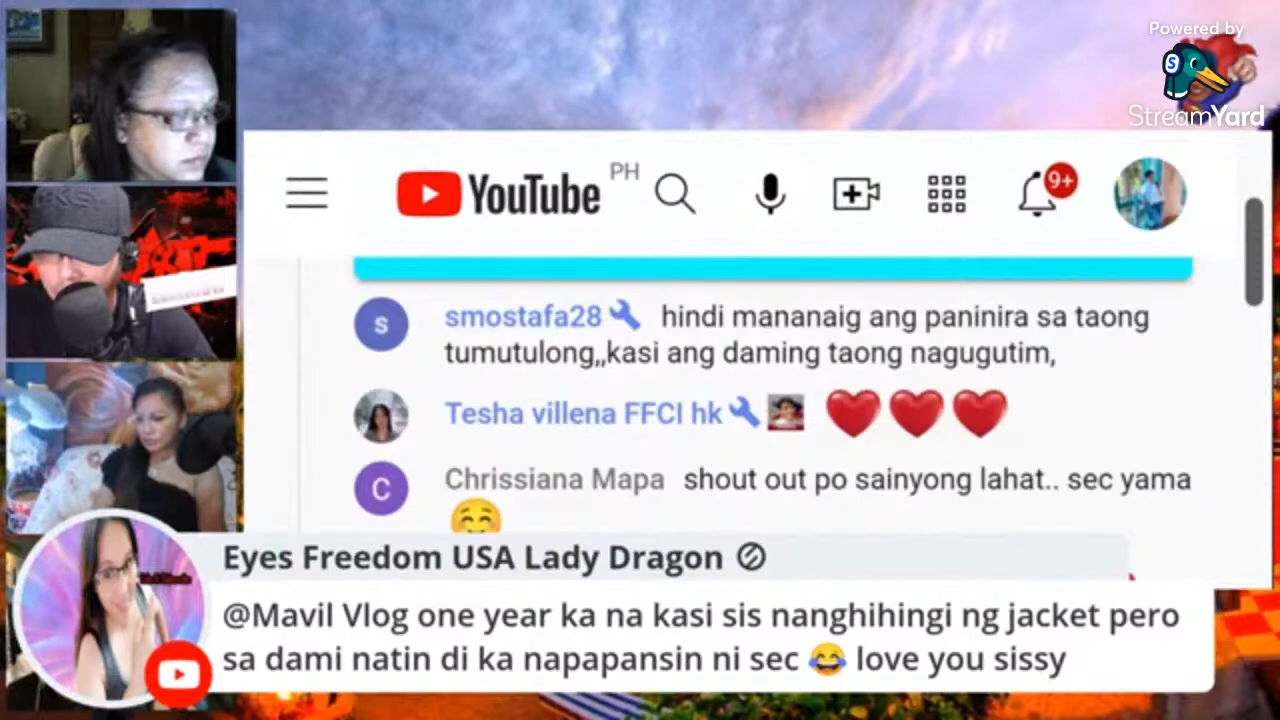 Powered by
StreamYard
YouTube PH
9+
smostafa28 hindi mananaig ang paninira sa taong
tumutulong,,kasi ang daming taong nagugutim,
Tesha villena FFCI hk ❤️❤️❤️
C
Chrissiana Mapa shout out po sainyong lahat.. sec yama
😊
Eyes Freedom USA Lady Dragon
@Mavil Vlog one year ka na kasi sis nanghihingi ng jacket pero
sa dami natin di ka napapansin ni sec 😂 love you sissy